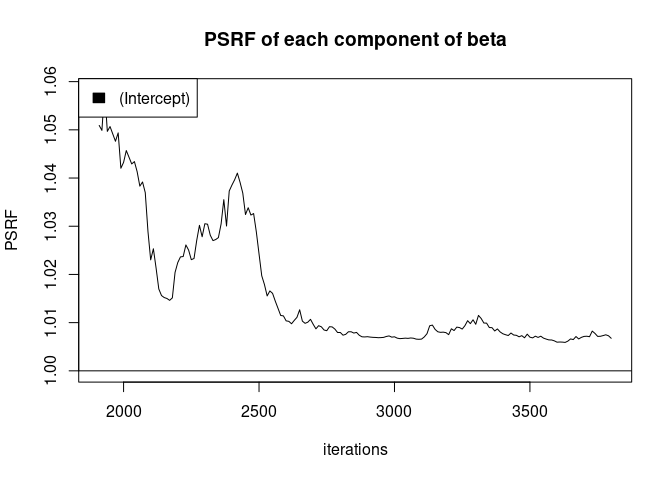 PSRF of each component of beta
(Intercept)
PSRF
1.06
1.05
1.04
1.03
1.02
1.01
1.00
2000 2500 3000 3500
iterations